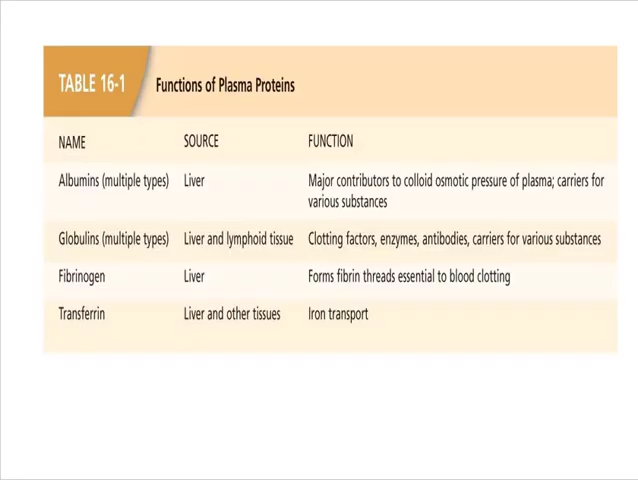 TABLE 16-1 Functions of Plasma Proteins
NAME SOURCE FUNCTION
Albumins (multiple types) Liver Major contributors to colloid osmotic pressure of plasma; carriers for
various substances
Globulins (multiple types) Liver and lymphoid tissue Clotting factors, enzymes, antibodies, carriers for various substances
Fibrinogen Liver Forms fibrin threads essential to blood clotting
Transferrin Liver and other tissues Iron transport